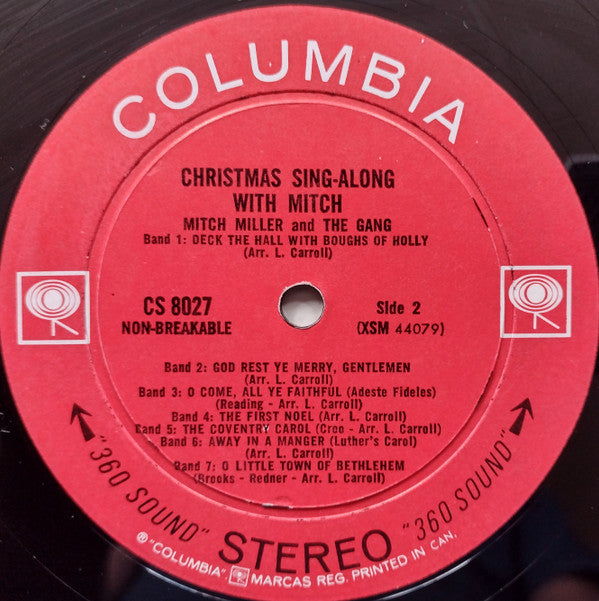 COLUMBIA
CHRISTMAS SING-ALONG
WITH MITCH
MITCH MILLER and THE GANG
Band 1: DECK THE HALL WITH BOUGHS OF HOLLY
(Arr. L. Carroll)
CS 8027
NON-BREAKABLE
Side 2
(XSM 44079)
Band 2: GOD REST YE MERRY, GENTLEMEN
(Arr. L. Carroll)
Band 3: O COME, ALL YE FAITHFUL (Adeste Fideles)
(Reading - Arr. L. Carroll)
Band 4: THE FIRST NOEL (Arr. L. Carroll)
Band 5: THE COVENTRY CAROL (Croo - Arr. L. Carroll)
Band 6: AWAY IN A MANGER (Luther's Carol)
(Arr. L. Carroll)
Band 7: O LITTLE TOWN OF BETHLEHEM
(Brooks - Redner - Arr. L. Carroll)
"360 SOUND" STEREO "360 SOUND"
® "COLUMBIA", MARCAS REG. PRINTED IN CAN.